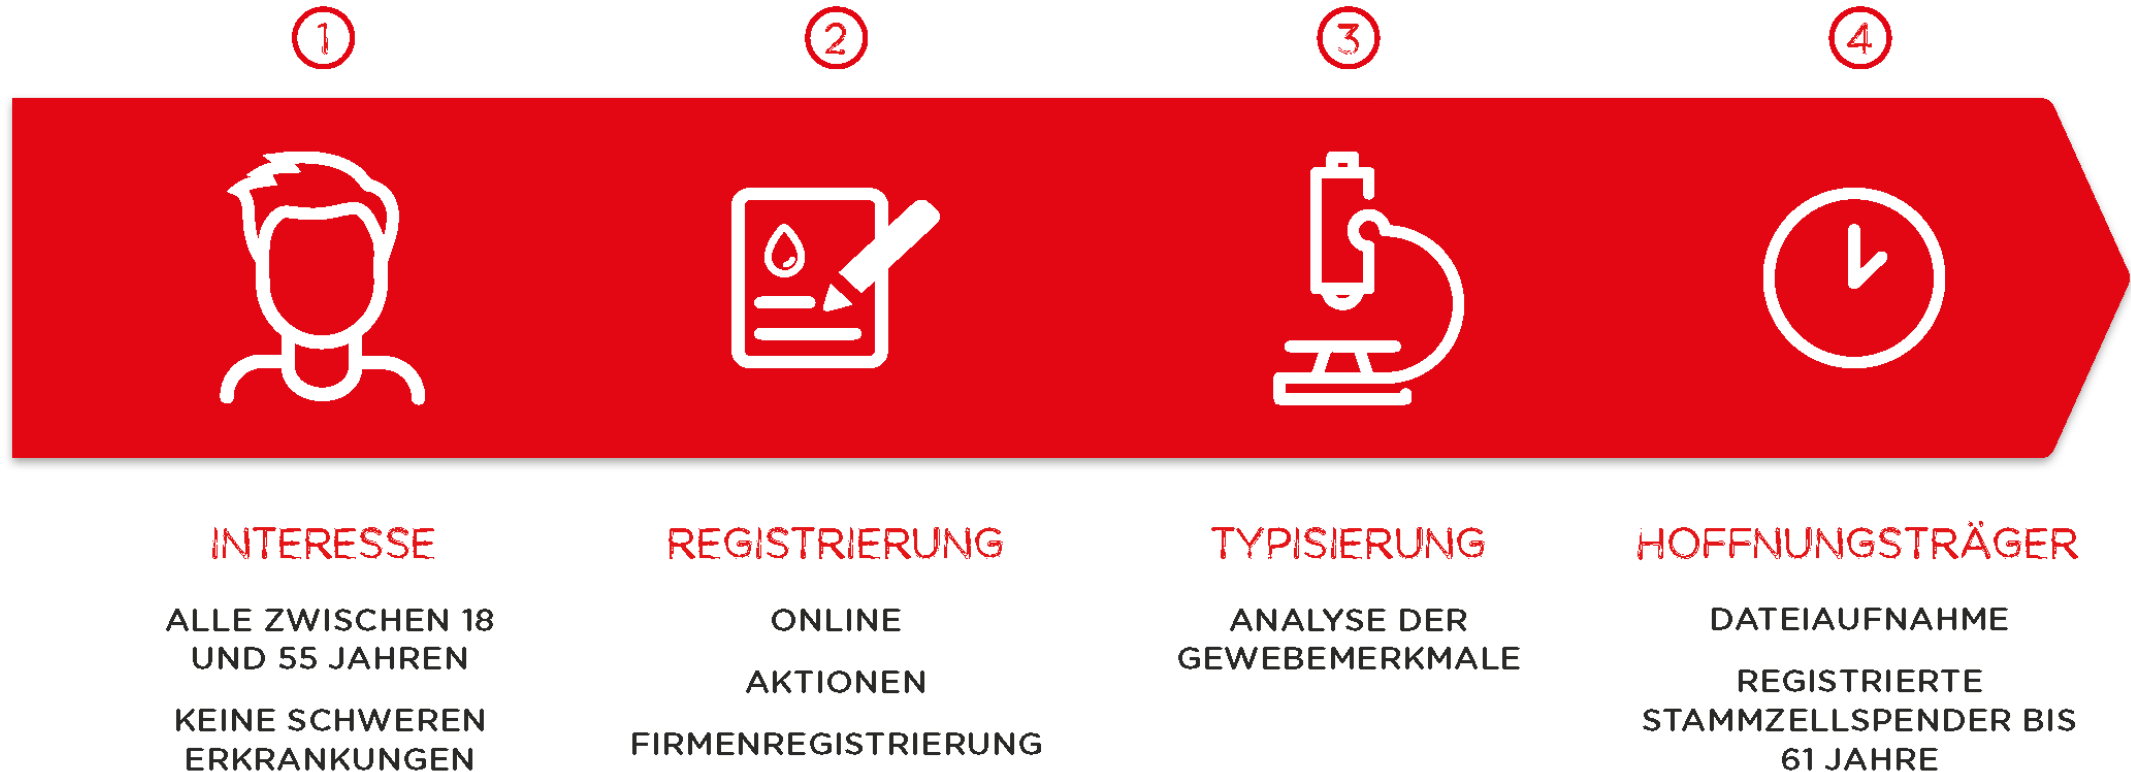 1
2
3
4
INTERESSE
ALLE ZWISCHEN 18
UND 55 JAHREN
KEINE SCHWEREN
ERKRANKUNGEN
REGISTRIERUNG
ONLINE
AKTIONEN
FIRMENREGISTRIERUNG
TYPISIERUNG
ANALYSE DER
GEWEBEMERKMALE
HOFFNUNGSTRÄGER
DATEIAUFNAHME
REGISTRIERTE
STAMMZELLSPENDER BIS
61 JAHRE